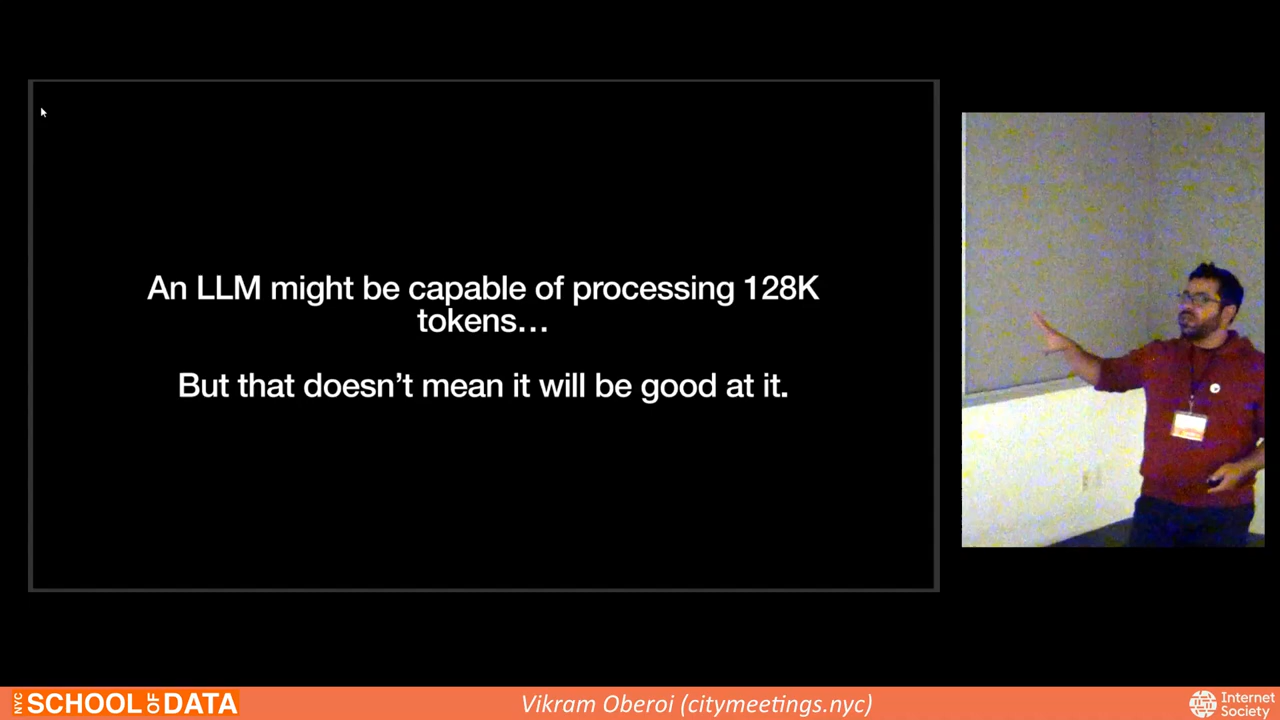 An LLM might be capable of processing 128K
tokens…
But that doesn’t mean it will be good at it.
NYC SCHOOL OF DATA
Vikram Oberoi (citymeetings.nyc)
Internet
Society